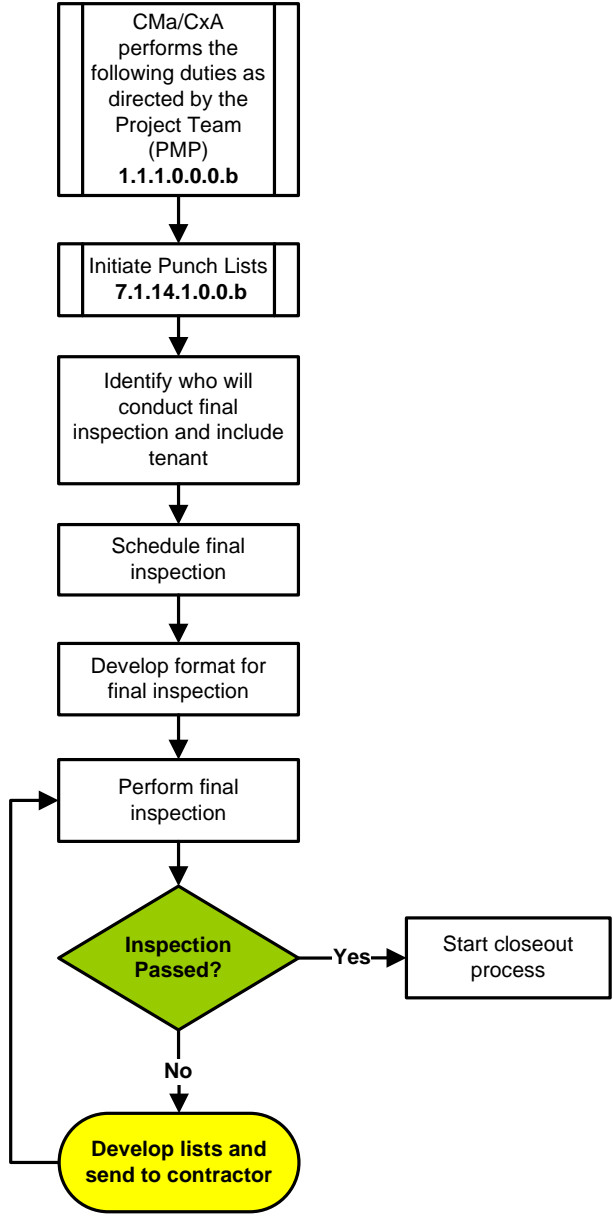 CMa/CxA
performs the
following duties as
directed by the
Project Team
(PMP)
1.1.1.0.0.0.b
Initiate Punch Lists
7.1.14.1.0.0.b
Identify who will
conduct final
inspection and include
tenant
Schedule final
inspection
Develop format for
final inspection
Perform final
inspection
Inspection
Passed?
Yes
Start closeout
process
No
Develop lists and
send to contractor